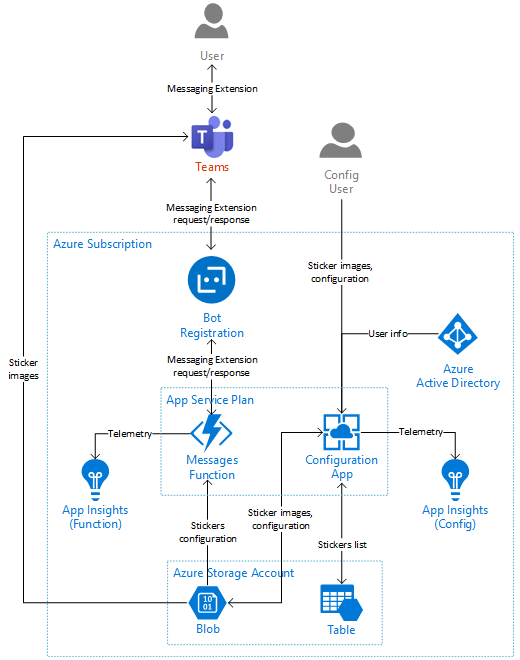 User
Messaging Extension
T
Teams
Config
User
Messaging Extension
request/response
Azure Subscription
Sticker images,
configuration
Bot
Registration
User info
Sticker
images
Messaging Extension
request/response
Azure
Active Directory
App Service Plan
Telemetry
Telemetry
Messages
Function
Configuration
App
App Insights
(Function)
App Insights
(Config)
Stickers
configuration
Sticker images,
configuration
Stickers list
Azure Storage Account
10
01
Blob
Table